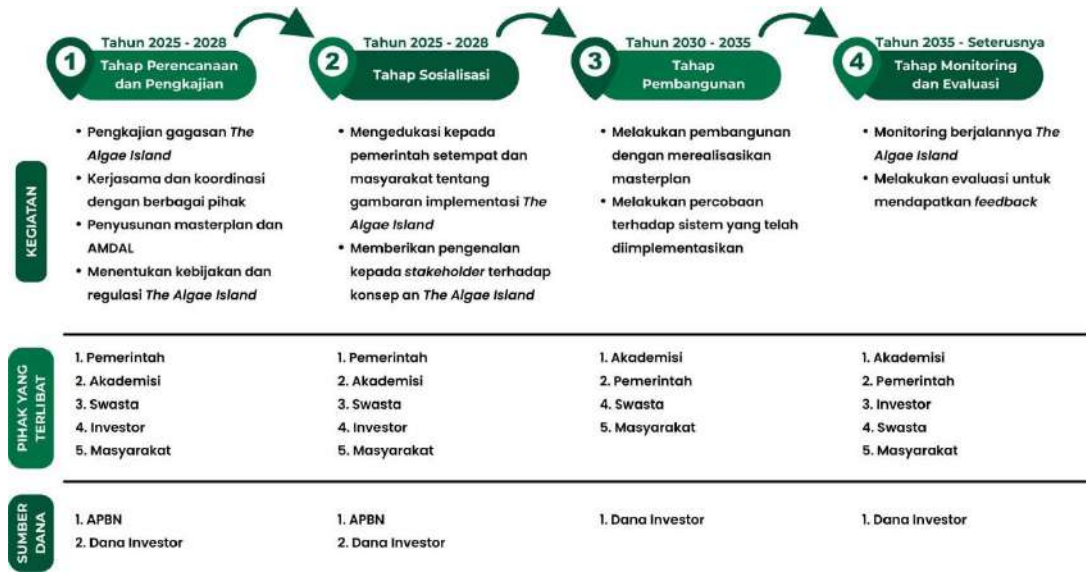 Tahun 2025 - 2028
1
Tahap Perencanaan
dan Pengkajian
Tahun 2025 - 2028
2
Tahap Sosialisasi
Tahun 2030 - 2035
3
Tahap
Pembangunan
Tahun 2035 - Seterusnya
4
Tahap Monitoring
dan Evaluasi
KEGIATAN
• Pengkajian gagasan The
Algae Island
• Kerjasama dan koordinasi
dengan berbagai pihak
• Penyusunan masterplan dan
AMDAL
• Menentukan kebijakan dan
regulasi The Algae Island
• Mengedukasi kepada
pemerintah setempat dan
masyarakat tentang
gambaran implementasi The
Algae Island
• Memberikan pengenalan
kepada stakeholder terhadap
konsep an The Algae Island
• Melakukan pembangunan
dengan merealisasikan
masterplan
• Melakukan percobaan
terhadap sistem yang telah
diimplementasikan
• Monitoring berjalannya The
Algae Island
• Melakukan evaluasi untuk
mendapatkan feedback
PIHAK YANG
TERLIBAT
1. Pemerintah
2. Akademisi
3. Swasta
4. Investor
5. Masyarakat
1. Pemerintah
2. Akademisi
3. Swasta
4. Investor
5. Masyarakat
1. Akademisi
2. Pemerintah
4. Swasta
5. Masyarakat
1. Akademisi
2. Pemerintah
3. Investor
4. Swasta
5. Masyarakat
SUMBER
DANA
1. APBN
2. Dana Investor
1. APBN
2. Dana Investor
1. Dana Investor
1. Dana Investor